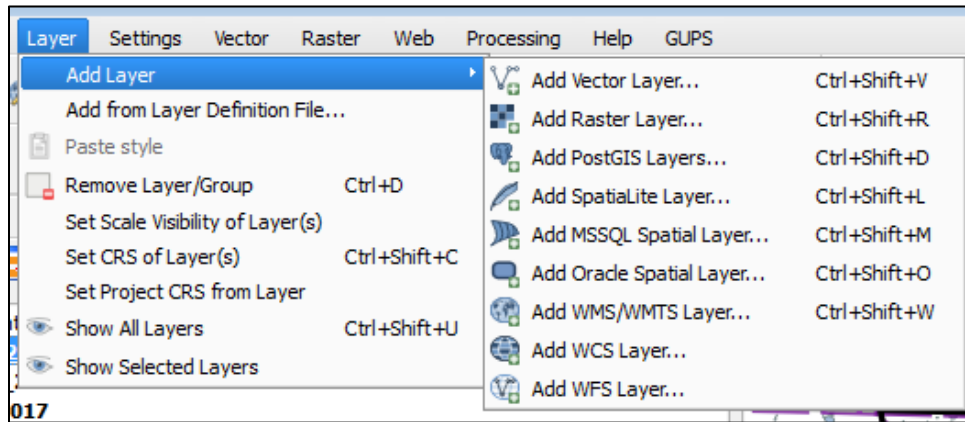 Layer Settings Vector Raster Web Processing Help GUPS
Add Layer
Add from Layer Definition File...
Paste style
Remove Layer/Group Ctrl+D
Set Scale Visibility of Layer(s)
Set CRS of Layer(s) Ctrl+Shift+C
Set Project CRS from Layer
Show All Layers Ctrl+Shift+U
Show Selected Layers
Add Vector Layer... Ctrl+Shift+V
Add Raster Layer... Ctrl+Shift+R
Add PostGIS Layers... Ctrl+Shift+D
Add SpatiaLite Layer... Ctrl+Shift+L
Add MSSQL Spatial Layer... Ctrl+Shift+M
Add Oracle Spatial Layer... Ctrl+Shift+O
Add WMS/WMTS Layer... Ctrl+Shift+W
Add WCS Layer...
Add WFS Layer...
017